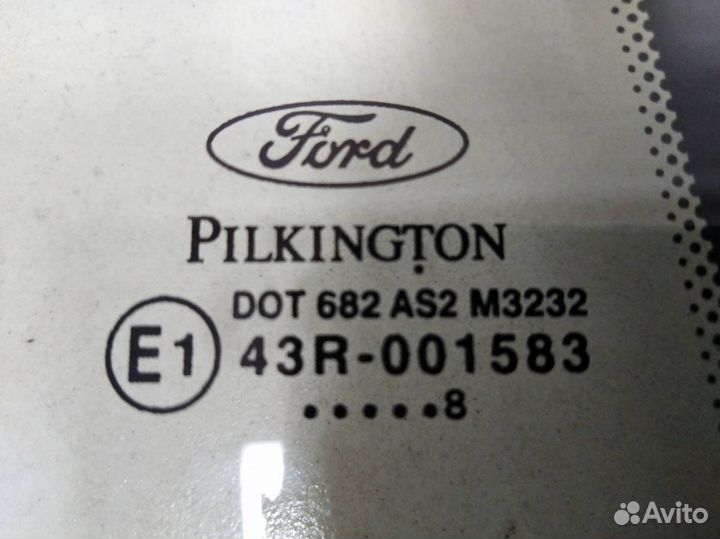 Ford
PILKINGTON
DOT 682 AS2 M3232
E1 43R-001583
•••••8
Avito